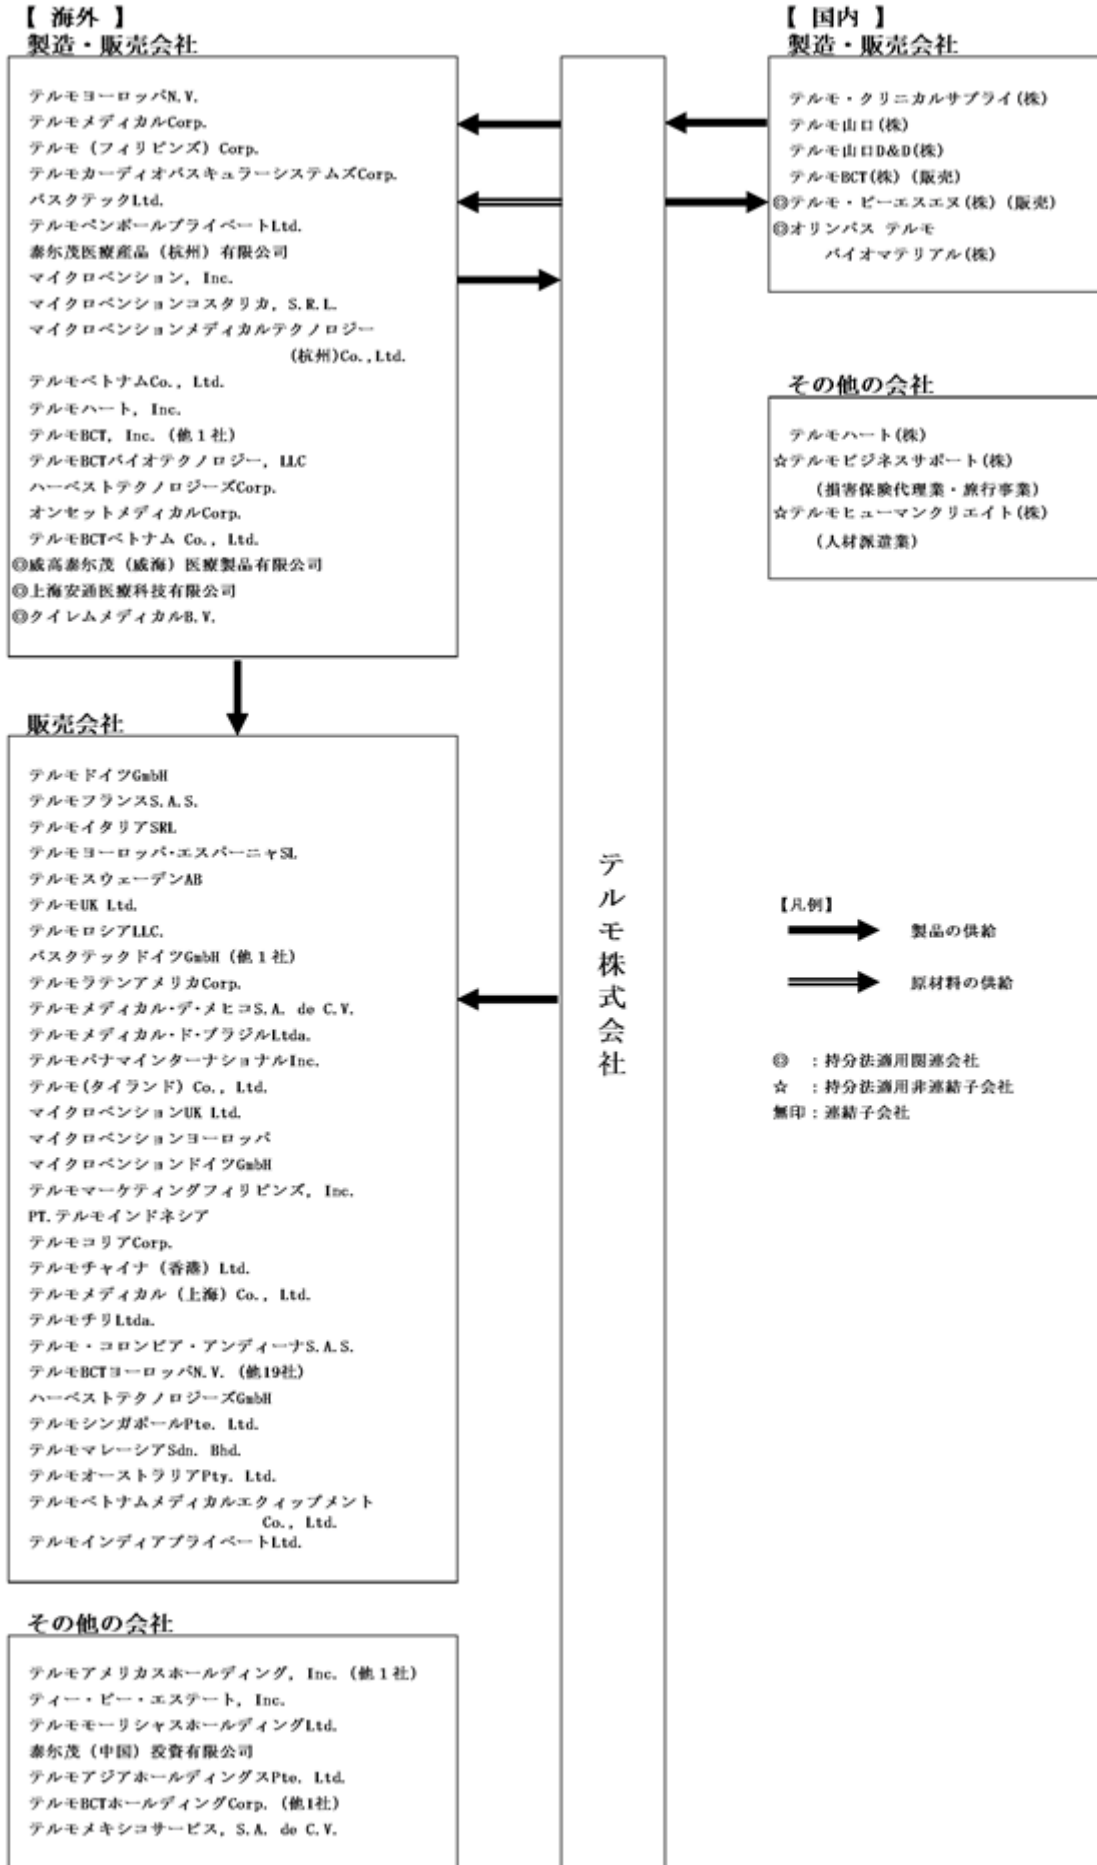 【 海外 】
製造・販売会社
テルモヨーロッパN.V.
テルモメディカルCorp.
テルモ（フィリピンズ）Corp.
テルモカーディオバスキュラーシステムズCorp.
バスクテックLtd.
テルモペンポールプライベートLtd.
泰尓茂医療産品（杭州）有限公司
マイクロベンション, Inc.
マイクロベンションコスタリカ, S.R.L.
マイクロベンションメディカルテクノロジー
(杭州)Co.,Ltd.
テルモベトナムCo., Ltd.
テルモハート, Inc.
テルモBCT, Inc.（他１社）
テルモBCTバイオテクノロジー, LLC
ハーベストテクノロジーズCorp.
オンセットメディカルCorp.
テルモBCTベトナム Co., Ltd.
◎威高泰尓茂（威海）医療製品有限公司
◎上海安通医療科技有限公司
◎クイレムメディカルB.V.
販売会社
テルモドイツGmbH
テルモフランスS.A.S.
テルモイタリアSRL
テルモヨーロッパ・エスパーニャSL
テルモスウェーデンAB
テルモUK Ltd.
テルモロシアLLC.
バスクテックドイツGmbH（他１社）
テルモラテンアメリカCorp.
テルモメディカル・デ・メヒコS.A. de C.V.
テルモメディカル・ド・ブラジルLtda.
テルモパナマインターナショナルInc.
テルモ(タイランド) Co., Ltd.
マイクロベンションUK Ltd.
マイクロベンションヨーロッパ
マイクロベンションドイツGmbH
テルモマーケティングフィリピンズ, Inc.
PT.テルモインドネシア
テルモコリアCorp.
テルモチャイナ（香港）Ltd.
テルモメディカル（上海）Co., Ltd.
テルモチリLtda.
テルモ・コロンビア・アンディーナS.A.S.
テルモBCTヨーロッパN.V.（他19社）
ハーベストテクノロジーズGmbH
テルモシンガポールPte. Ltd.
テルモマレーシアSdn. Bhd.
テルモオーストラリアPty. Ltd.
テルモベトナムメディカルエクィップメント
Co., Ltd.
テルモインディアプライベートLtd.
その他の会社
テルモアメリカスホールディング, Inc.（他１社）
ティー・ピー・エステート, Inc.
テルモモーリシャスホールディングLtd.
泰尓茂（中国）投資有限公司
テルモアジアホールディングスPte. Ltd.
テルモBCTホールディングCorp.（他1社）
テルモメキシコサービス, S.A. de C.V.
テルモ株式会社
【 国内 】
製造・販売会社
テルモ・クリニカルサプライ(株)
テルモ山口(株)
テルモ山口D&D(株)
テルモBCT(株)（販売）
◎テルモ・ビーエスエヌ(株)（販売）
◎オリンパス テルモ
バイオマテリアル(株)
その他の会社
テルモハート(株)
☆テルモビジネスサポート(株)
（損害保険代理業・旅行事業）
☆テルモヒューマンクリエイト(株)
（人材派遣業）
【凡例】
製品の供給
原材料の供給
◎ ：持分法適用関連会社
☆ ：持分法適用非連結子会社
無印：連結子会社